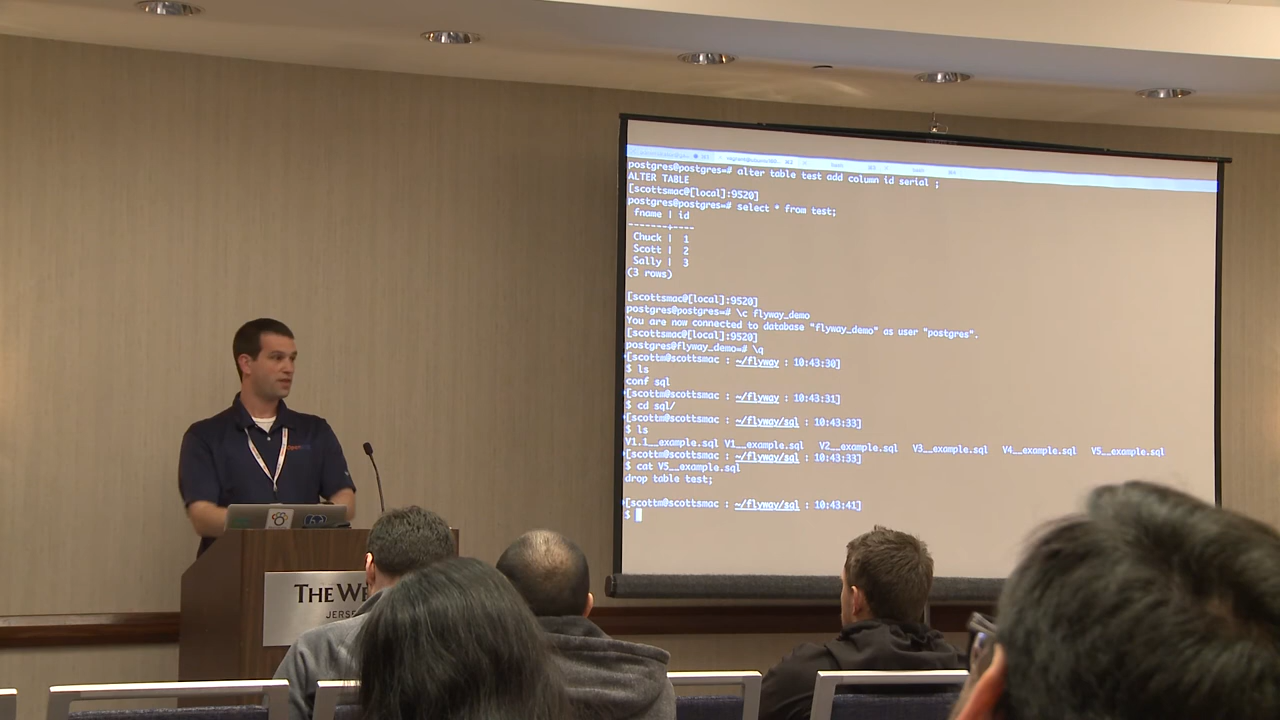 postgres@postgres=# alter table test add column id serial ;
ALTER TABLE
[scottsmac@[local]:9520]
postgres@postgres=# select * from test;
fname | id
-------+----
Chuck | 1
Scott | 2
Sally | 3
(3 rows)
[scottsmac@[local]:9520]
postgres@postgres=# \c flyway_demo
You are now connected to database "flyway_demo" as user "postgres".
[scottsmac@[local]:9520]
postgres@flyway_demo=# \q
[scottm@scottsmac : ~/flyway : 10:43:30]
$ ls
conf sql
[scottm@scottsmac : ~/flyway : 10:43:31]
$ cd sql/
[scottm@scottsmac : ~/flyway/sql : 10:43:33]
$ ls
V1.1__example.sql V1__example.sql V2__example.sql V3__example.sql V4__example.sql V5__example.sql
[scottm@scottsmac : ~/flyway/sql : 10:43:33]
$ cat V5__example.sql
drop table test;
[scottm@scottsmac : ~/flyway/sql : 10:43:41]
$
THE